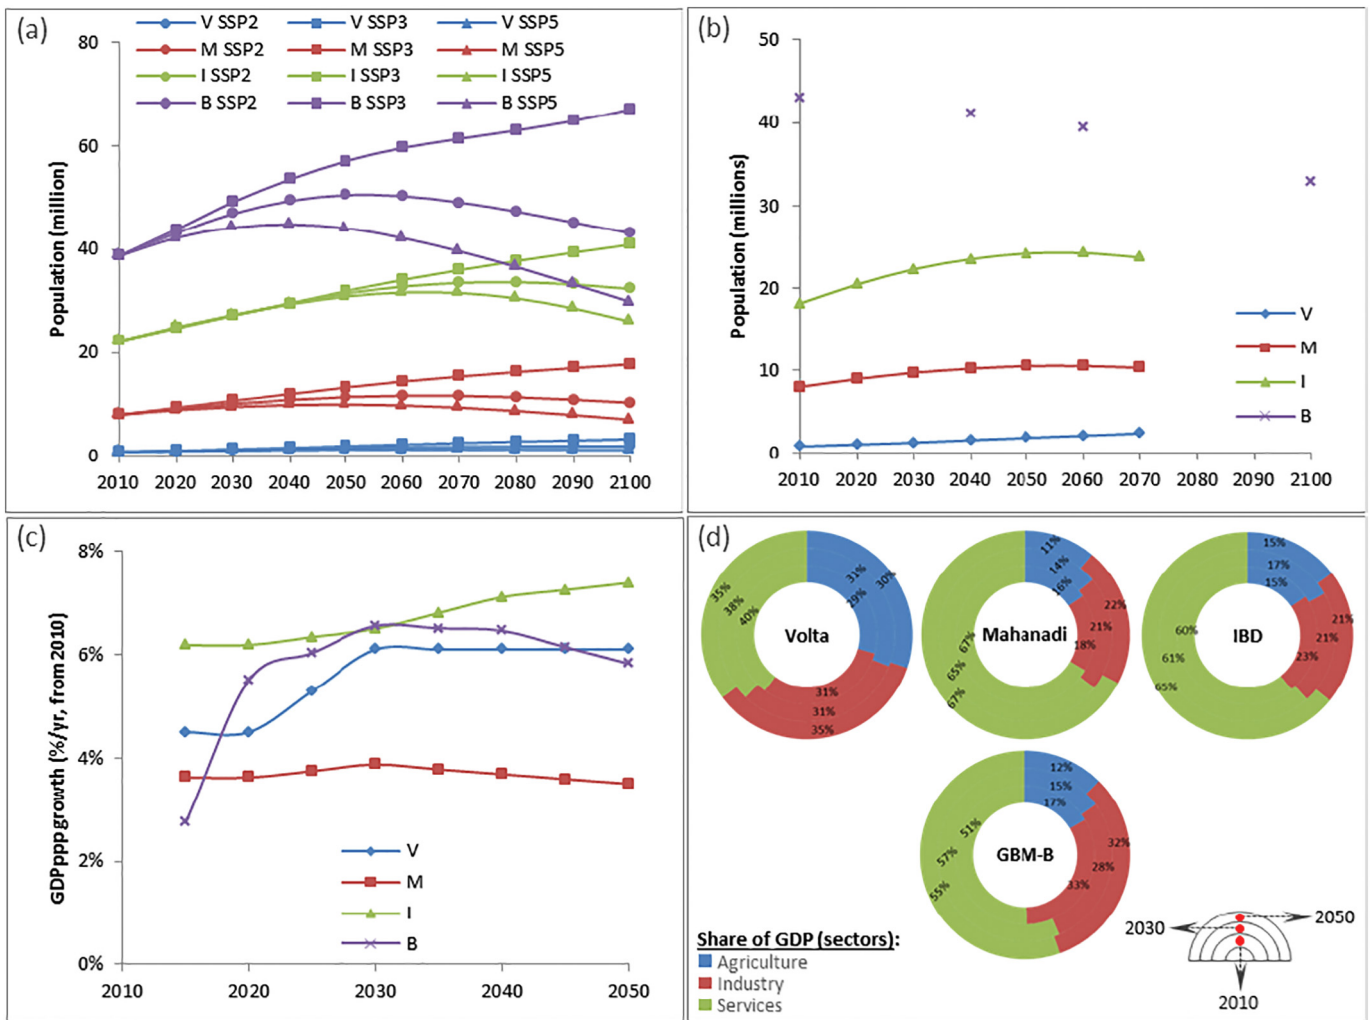 (a)
V SSP2 V SSP3 V SSP5
M SSP2 M SSP3 M SSP5
I SSP2 I SSP3 I SSP5
B SSP2 B SSP3 B SSP5
Population (million)
80
60
40
20
0
2010 2020 2030 2040 2050 2060 2070 2080 2090 2100
(b)
Population (millions)
50
40
30
20
10
0
V
M
I
B
2010 2020 2030 2040 2050 2060 2070 2080 2090 2100
(c)
GDPppp growth (%/yr, from 2010)
8%
6%
4%
2%
0%
V
M
I
B
2010 2020 2030 2040 2050
(d)
Volta
31% 30%
29%
35%
38%
40%
31%
31%
35%
Mahanadi
11%
14%
16%
22%
21%
18%
67%
65%
67%
IBD
15%
17%
15%
21%
21%
23%
60%
61%
65%
GBM-B
12%
15%
17%
32%
28%
33%
51%
57%
55%
Share of GDP (sectors):
Agriculture
Industry
Services
2050
2030
2010